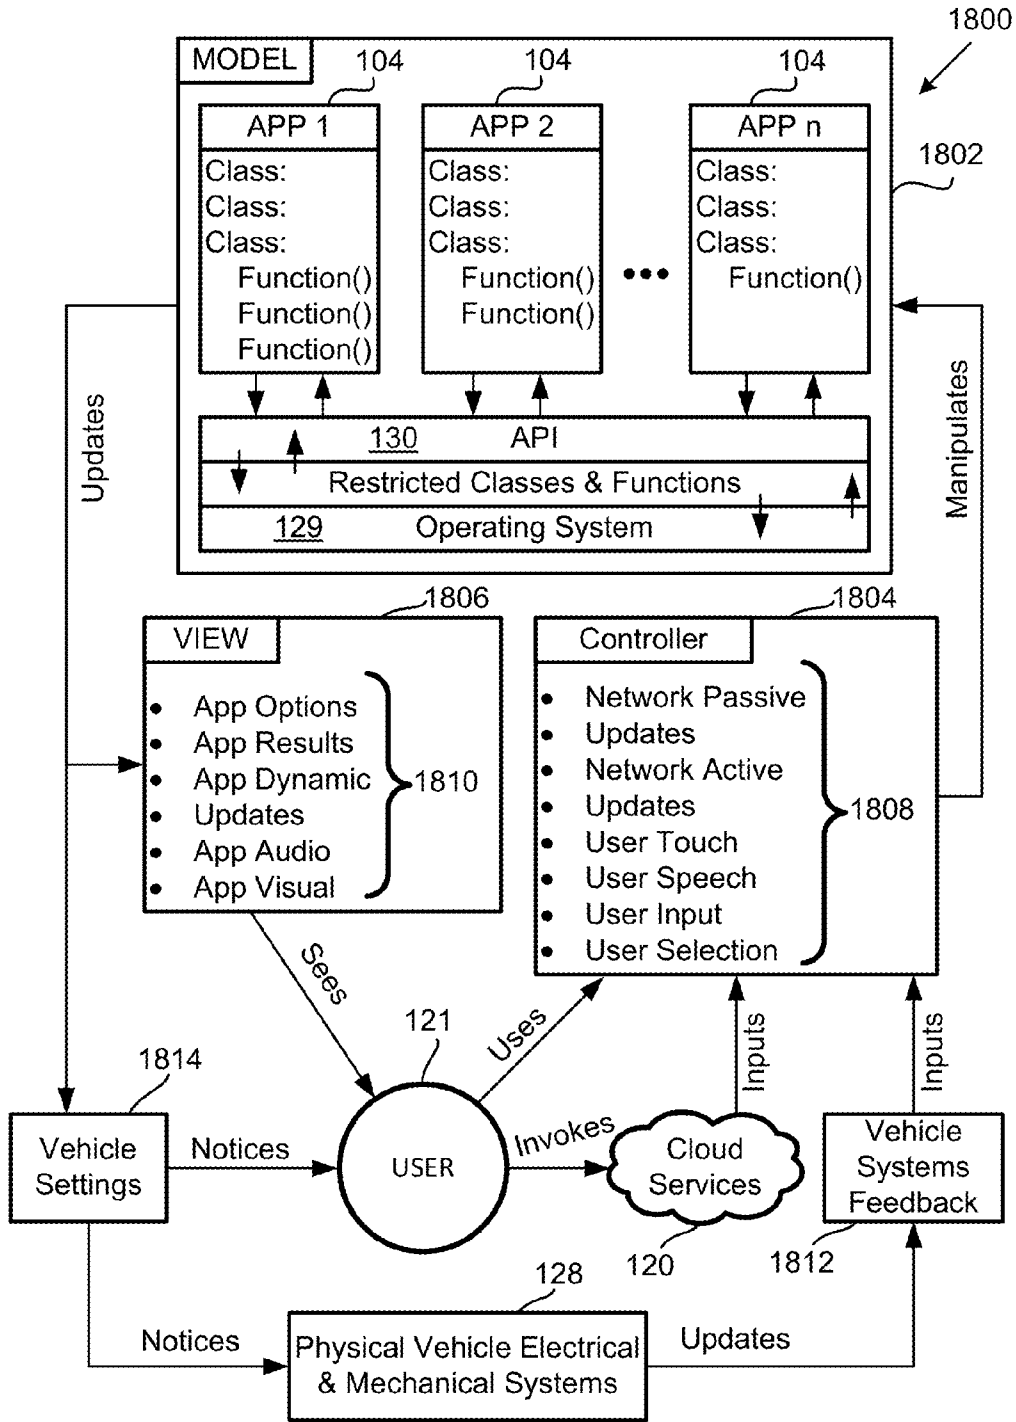 1800
MODEL
104
104
104
APP 1
APP 2
APP n
1802
Class:
Class:
Class:
Function()
Function()
Function()
Class:
Class:
Class:
Function()
Function()
Class:
Class:
Class:
Function()
Updates
Manipulates
130 API
Restricted Classes & Functions
129 Operating System
1806
VIEW
• App Options
• App Results
• App Dynamic
• Updates
• App Audio
• App Visual
1810
1804
Controller
• Network Passive
• Updates
• Network Active
• Updates
• User Touch
• User Speech
• User Input
• User Selection
1808
Sees
Uses
Inputs
Inputs
121
1814
Vehicle
Settings
Notices
USER
Invokes
Cloud
Services
120
Vehicle
Systems
Feedback
1812
128
Notices
Physical Vehicle Electrical
& Mechanical Systems
Updates